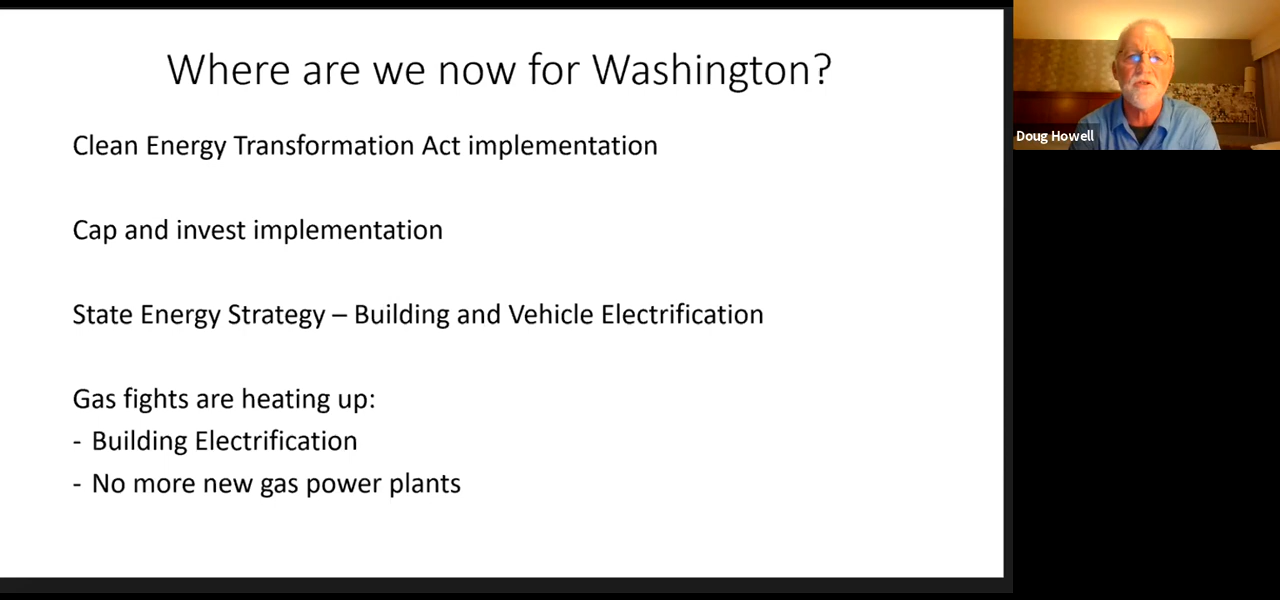 Where are we now for Washington?
Clean Energy Transformation Act implementation
Cap and invest implementation
State Energy Strategy – Building and Vehicle Electrification
Gas fights are heating up:
- Building Electrification
- No more new gas power plants
Doug Howell